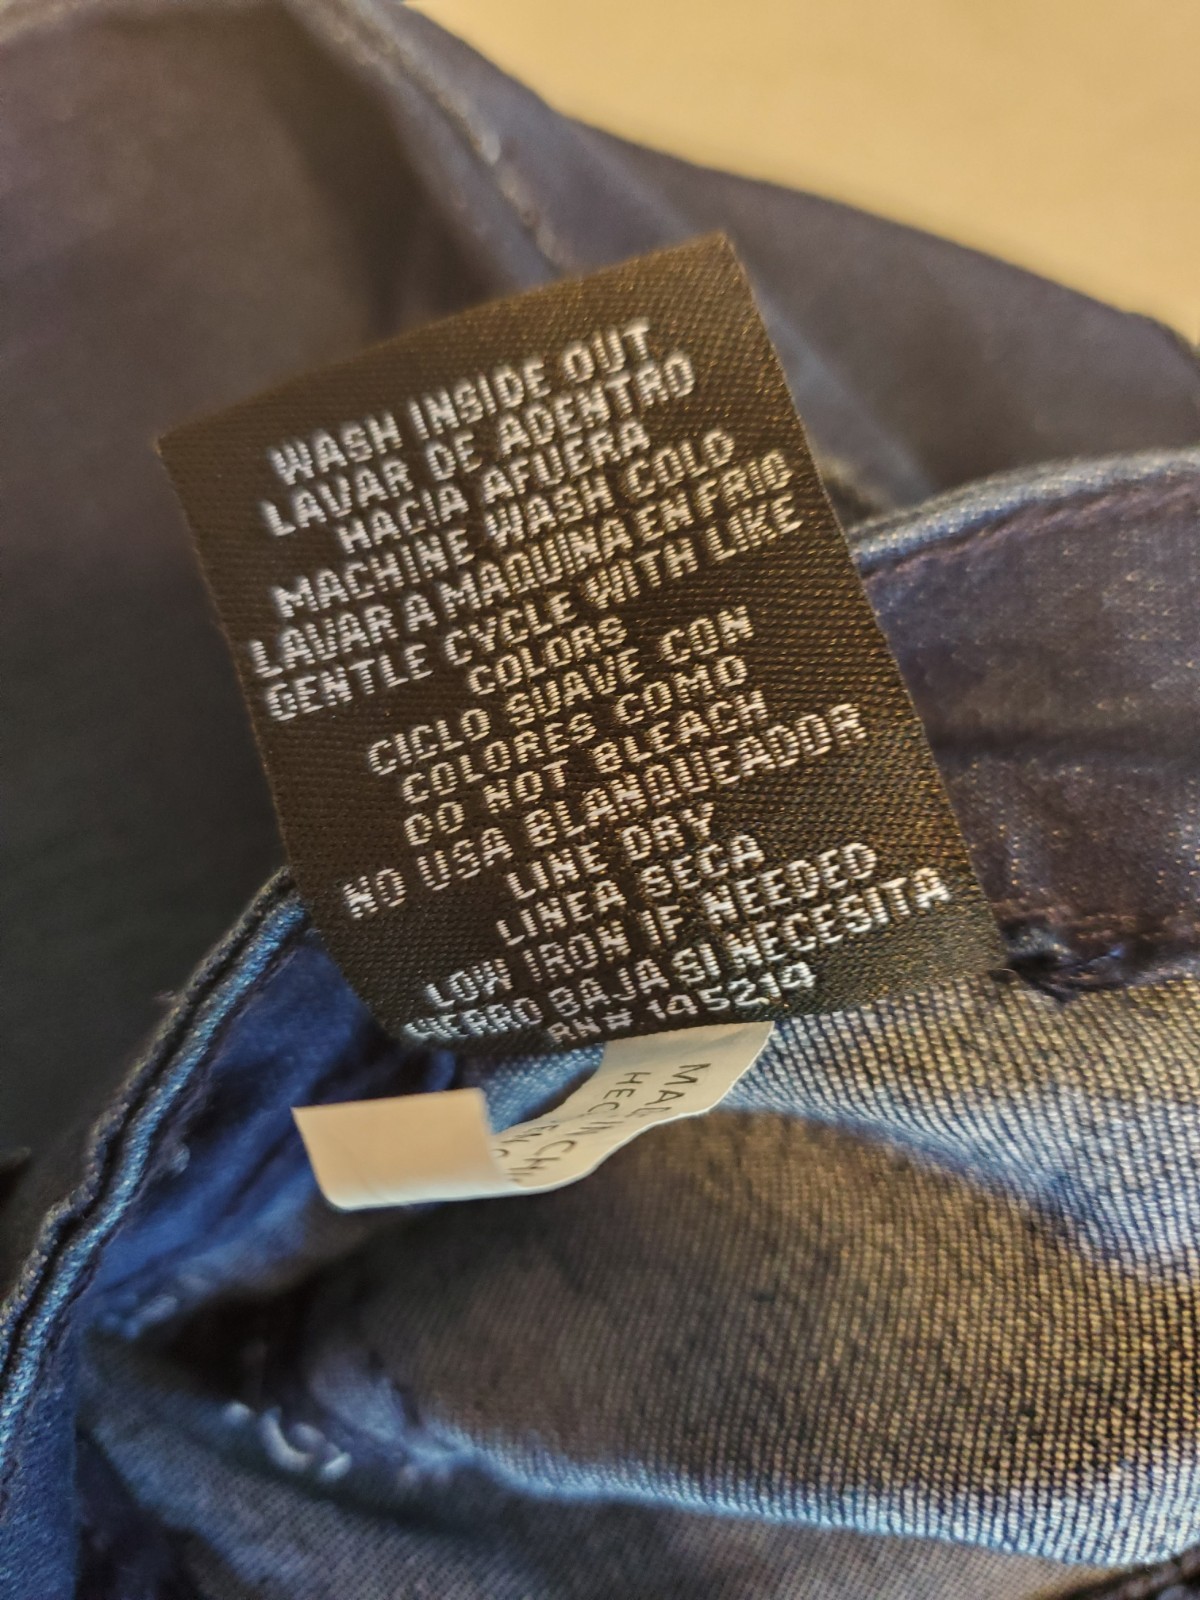 WASH INSIDE OUT
LAVAR DE ADENTRO
HACIA AFUERA
MACHINE WASH COLD
LAVAR A MAQUINA EN FRIO
GENTLE CYCLE WITH LIKE
COLORS
CICLO SUAVE CON
COLORES COMO
DO NOT BLEACH
NO USA BLANQUEADOR
LINE DRY
LINEA SECA
LOW IRON IF NEEDED
HIERRO BAJA SI NECESITA
RN# 145214